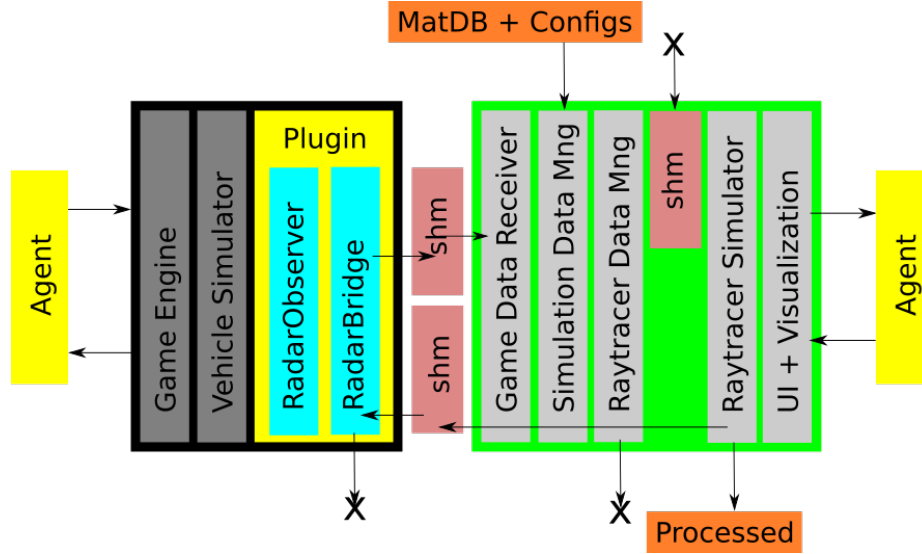 MatDB + Configs
X
Agent
Game Engine
Vehicle Simulator
Plugin
RadarObserver
RadarBridge
shm
shm
Game Data Receiver
Simulation Data Mng
Raytracer Data Mng
shm
Raytracer Simulator
UI + Visualization
Agent
X
X
Processed